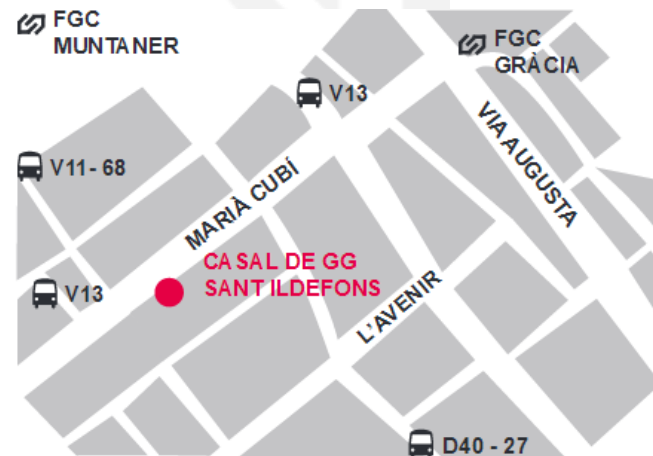 FGC
MUNTANER
FGC
GRÀCIA
V13
VIA AUGUSTA
V11- 68
MARIÀ CUBÍ
CASAL DE GG
SANT ILDEFONS
V13
L'AVENIR
D40 - 27